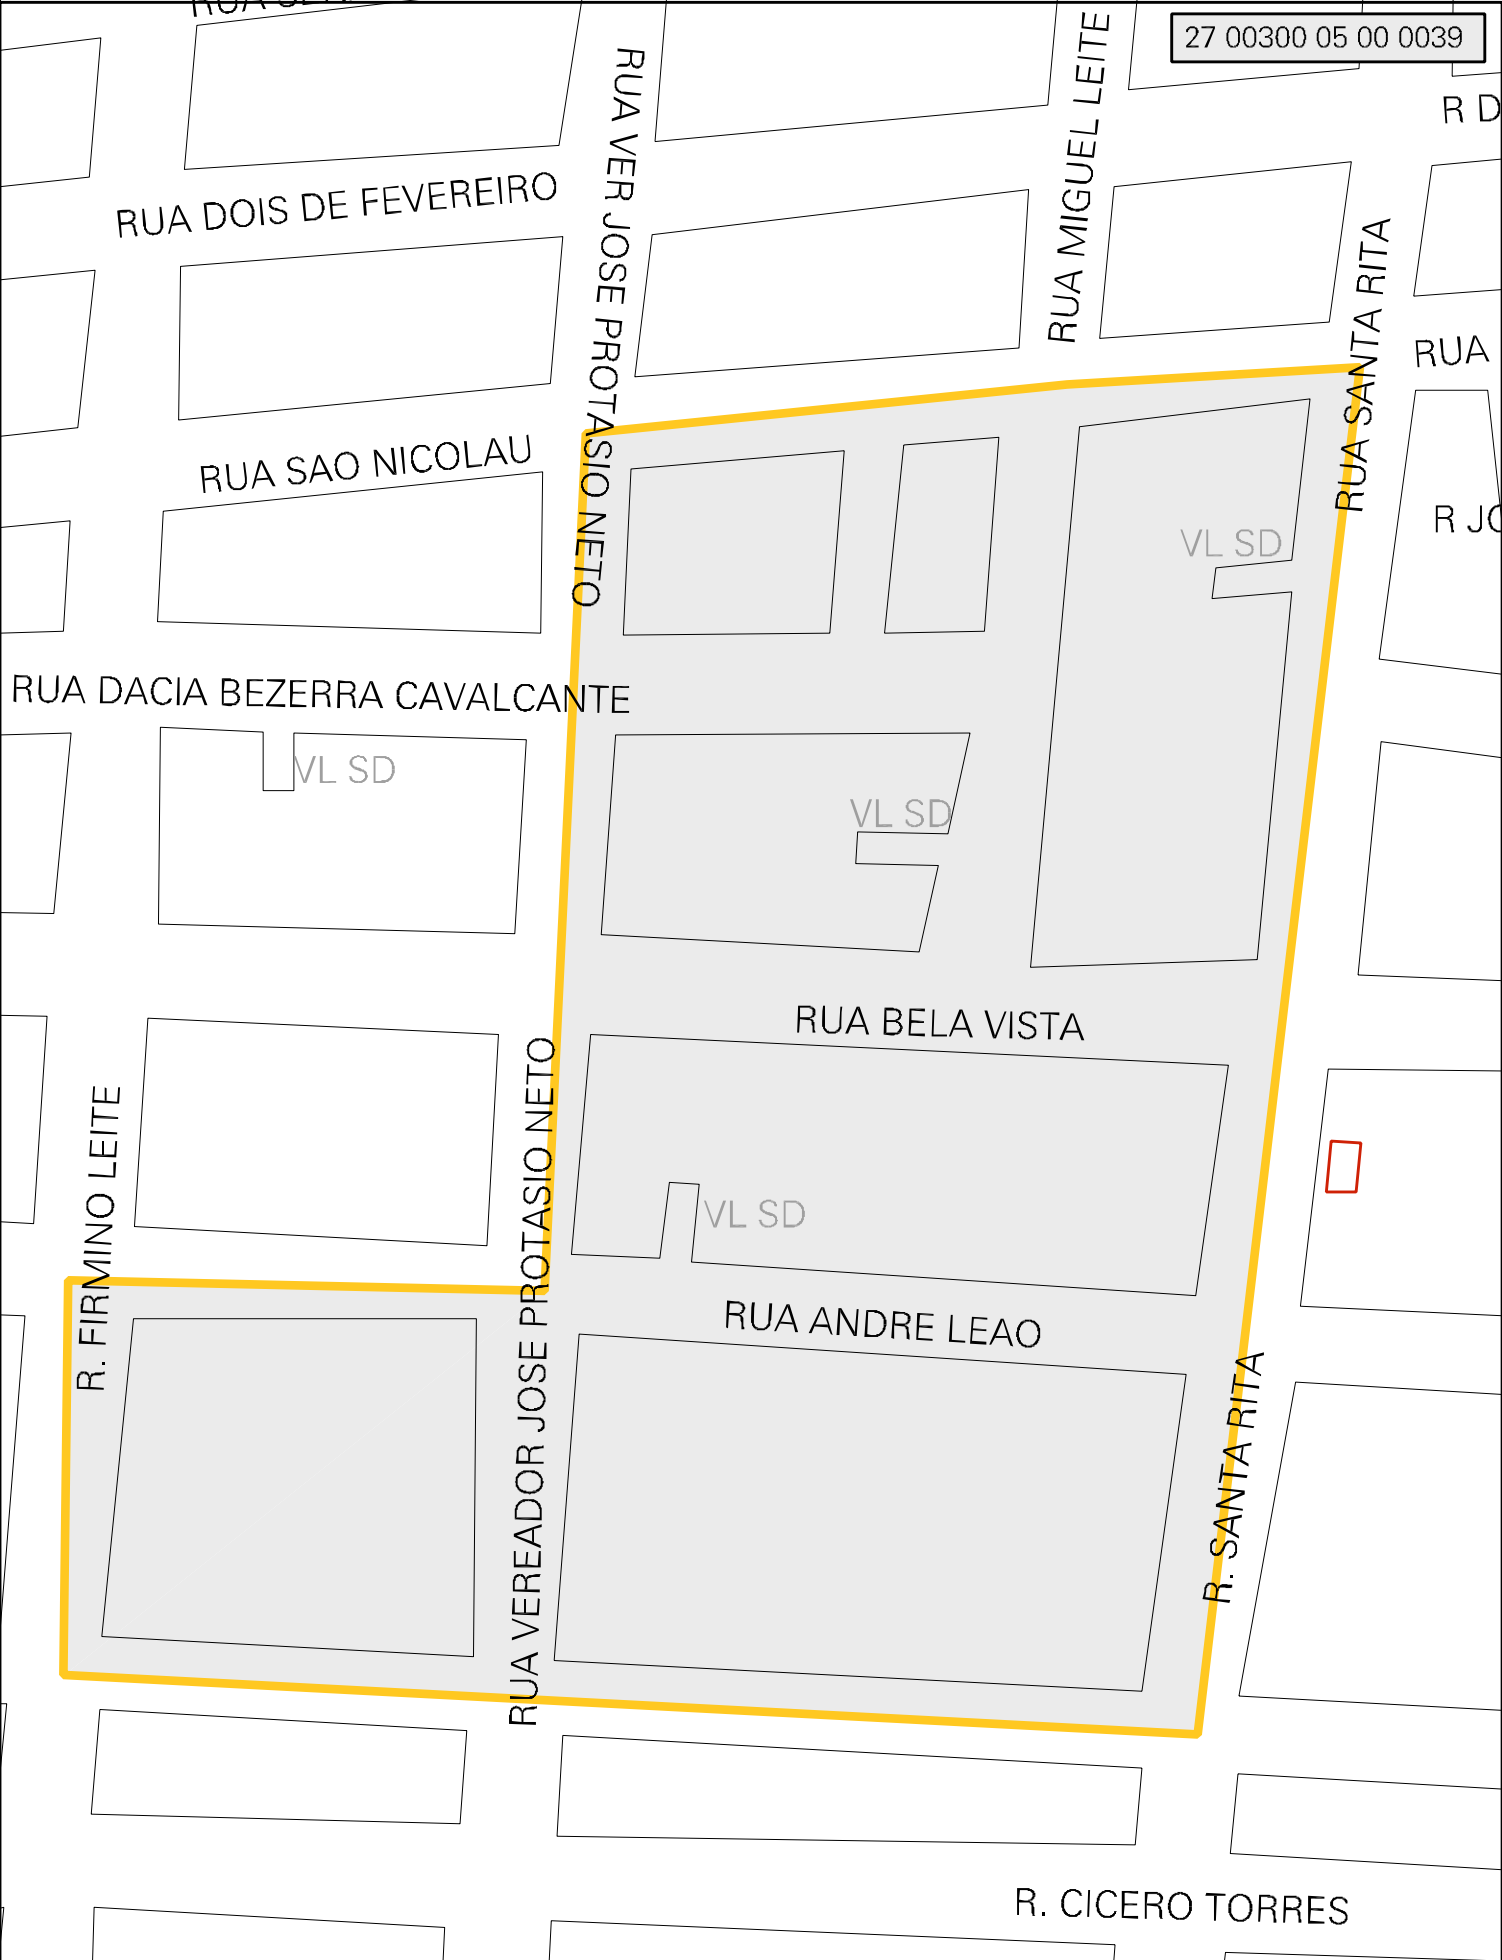 27 00300 05 00 0039
RUA DOIS DE FEVEREIRO
RUA VER JOSE PROTASIO NETO
RUA MIGUEL LEITE
RUA SANTA RITA
RUA
RUA SAO NICOLAU
VL SD
RUA DACIA BEZERRA CAVALCANTE
VL SD
VL SD
RUA BELA VISTA
R. FIRMINO LEITE
RUA VEREADOR JOSE PROTASIO NETO
VL SD
RUA ANDRE LEAO
R. SANTA RITA
R. CICERO TORRES